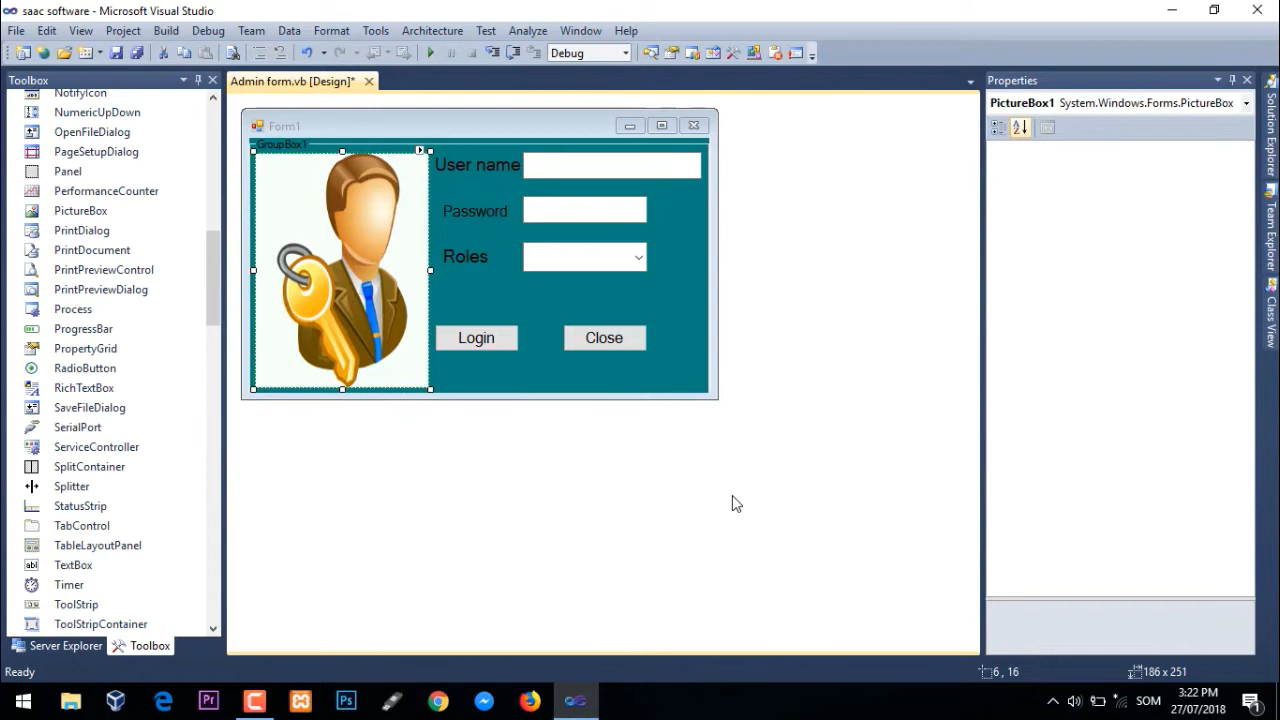 saac software - Microsoft Visual Studio
File Edit View Project Build Debug Team Data Format Tools Architecture Test Analyze Window Help
Debug
Toolbox
NotifyIcon
NumericUpDown
OpenFileDialog
PageSetupDialog
Panel
PerformanceCounter
PictureBox
PrintDialog
PrintDocument
PrintPreviewControl
PrintPreviewDialog
Process
ProgressBar
PropertyGrid
RadioButton
RichTextBox
SaveFileDialog
SerialPort
ServiceController
SplitContainer
Splitter
StatusStrip
TabControl
TableLayoutPanel
TextBox
Timer
ToolStrip
ToolStripContainer
Server Explorer Toolbox
Admin form.vb [Design]*
Form1
GroupBox1
User name
Password
Roles
Login Close
Properties
PictureBox1 System.Windows.Forms.PictureBox
Solution Explorer
Team Explorer
Class View
Ready
6 , 16
186 x 251
SOM
3:22 PM
27/07/2018